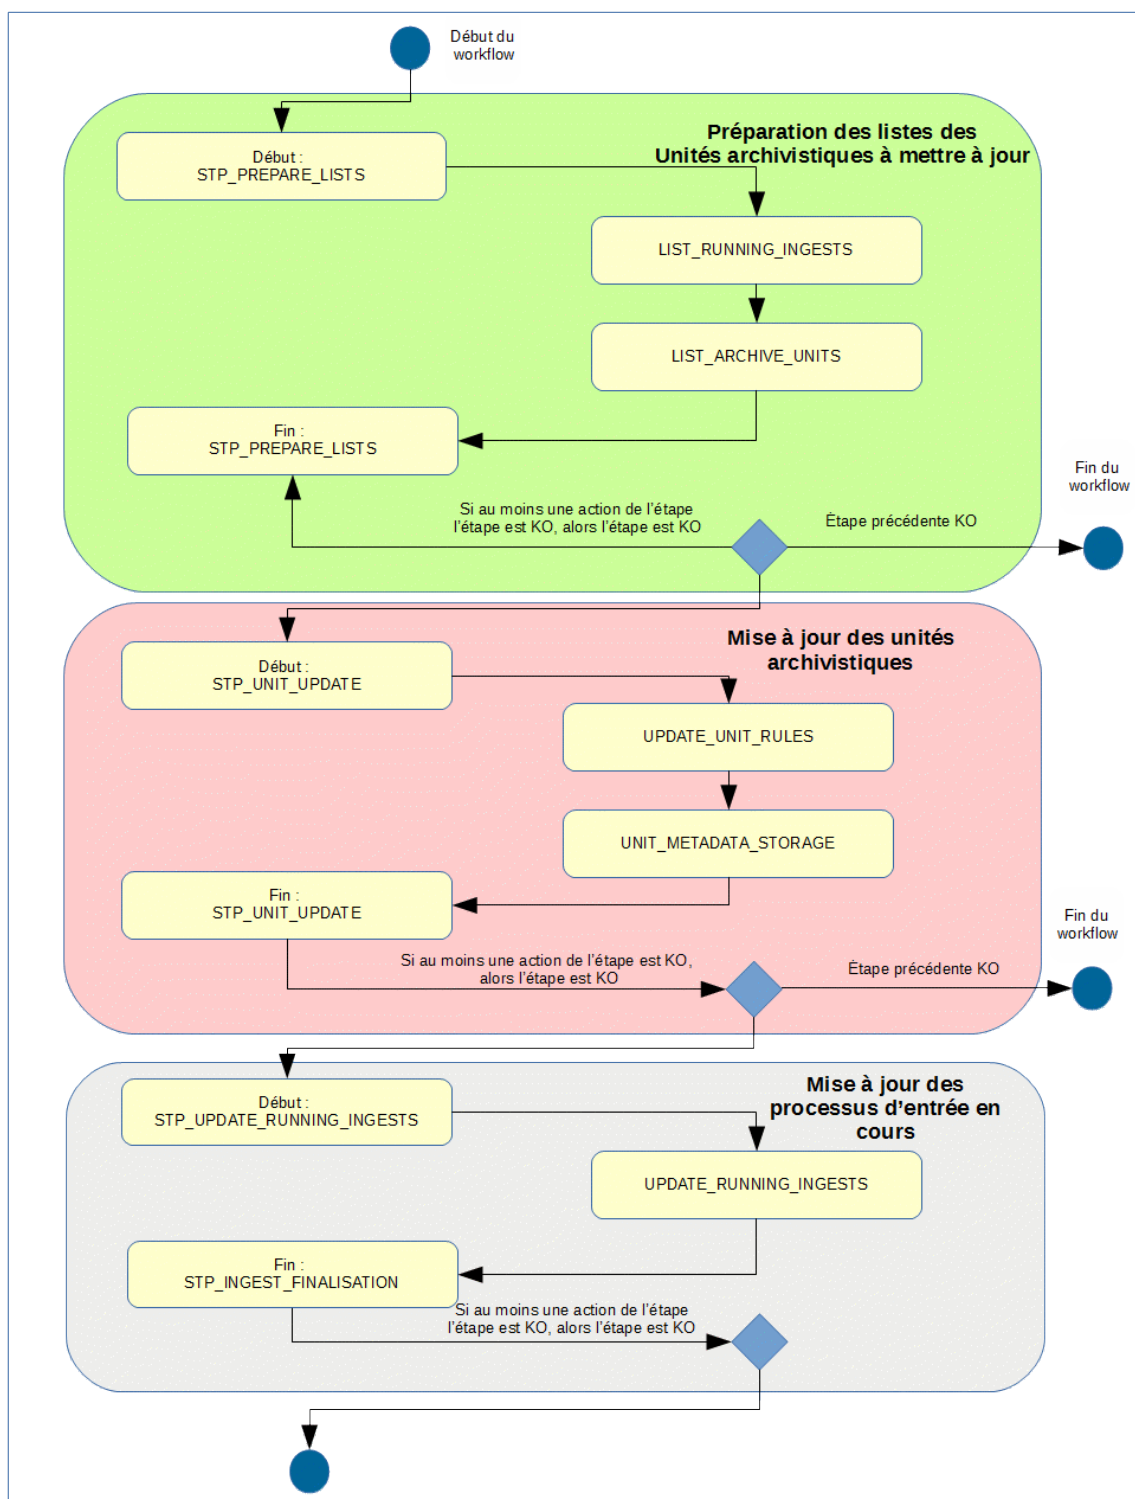 Début du
workflow
Préparation des listes des
Unités archivistiques à mettre à jour
Début :
STP_PREPARE_LISTS
LIST_RUNNING_INGESTS
LIST_ARCHIVE_UNITS
Fin :
STP_PREPARE_LISTS
Fin du
workflow
Si au moins une action de l'étape
l'étape est KO, alors l'étape est KO
Étape précédente KO
Mise à jour des unités
archivistiques
Début :
STP_UNIT_UPDATE
UPDATE_UNIT_RULES
UNIT_METADATA_STORAGE
Fin :
STP_UNIT_UPDATE
Fin du
workflow
Si au moins une action de l'étape est KO,
alors l'étape est KO
Étape précédente KO
Mise à jour des
processus d'entrée en
cours
Début :
STP_UPDATE_RUNNING_INGESTS
UPDATE_RUNNING_INGESTS
Fin :
STP_INGEST_FINALISATION
Si au moins une action de l'étape
l'étape est KO, alors l'étape est KO